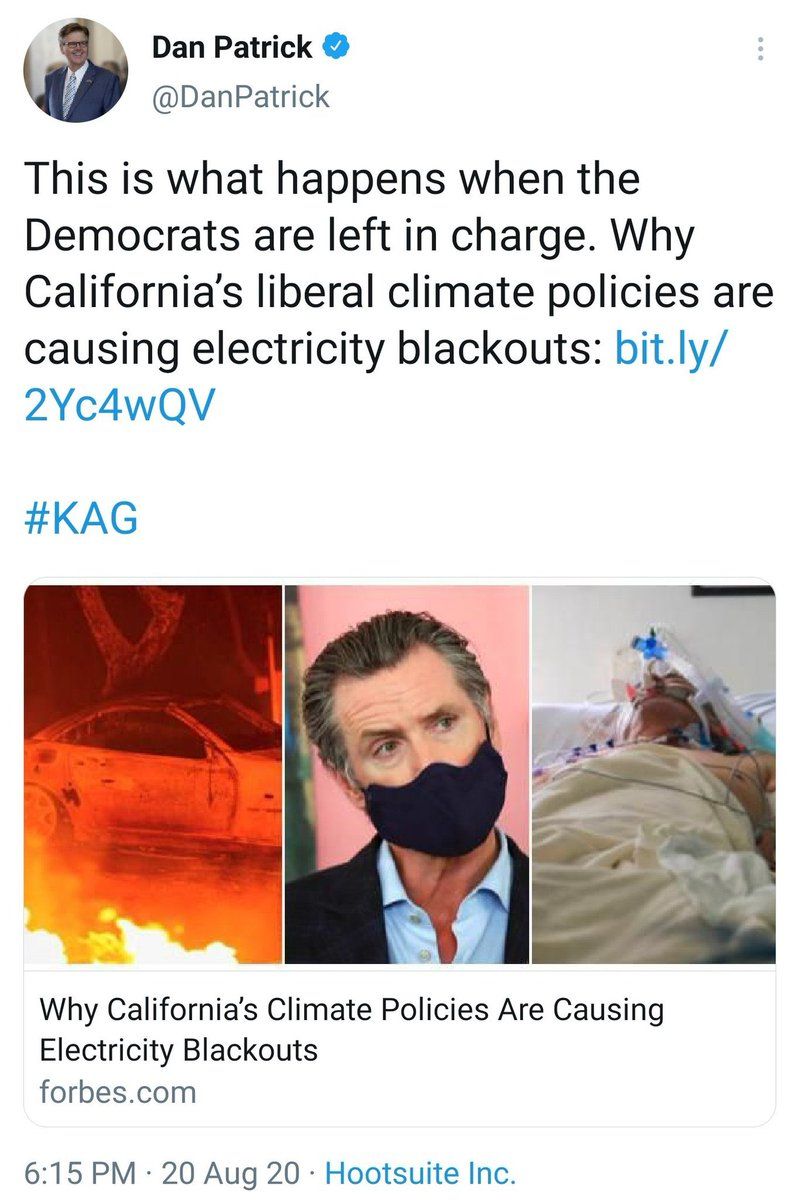 Dan Patrick
@DanPatrick
This is what happens when the
Democrats are left in charge. Why
California’s liberal climate policies are
causing electricity blackouts: bit.ly/
2Yc4wQV
#KAG
Why California’s Climate Policies Are Causing
Electricity Blackouts
forbes.com
6:15 PM · 20 Aug 20 · Hootsuite Inc.